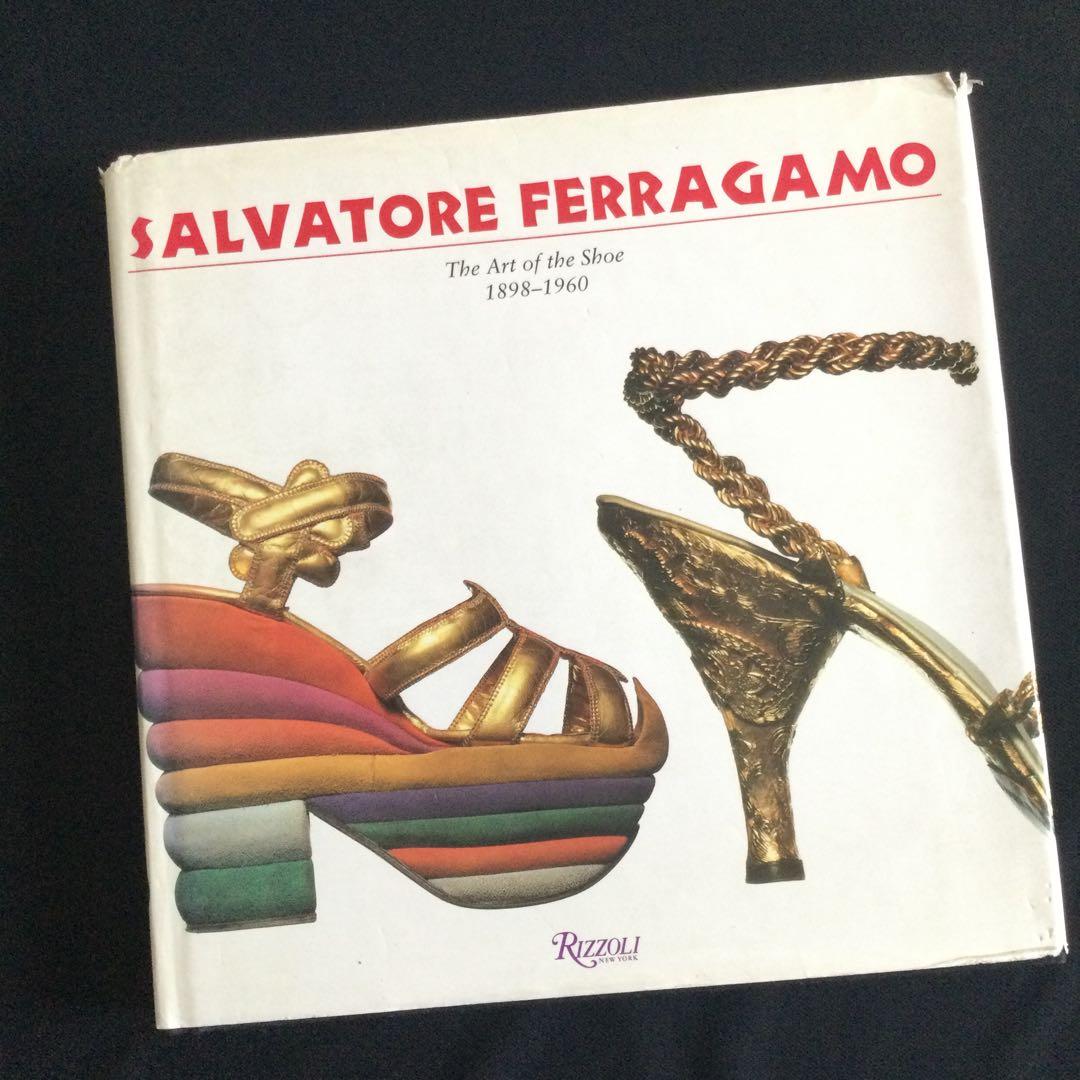 SALVATORE FERRAGAMO
The Art of the Shoe
1898–1960
RIZZOLI
NEW YORK